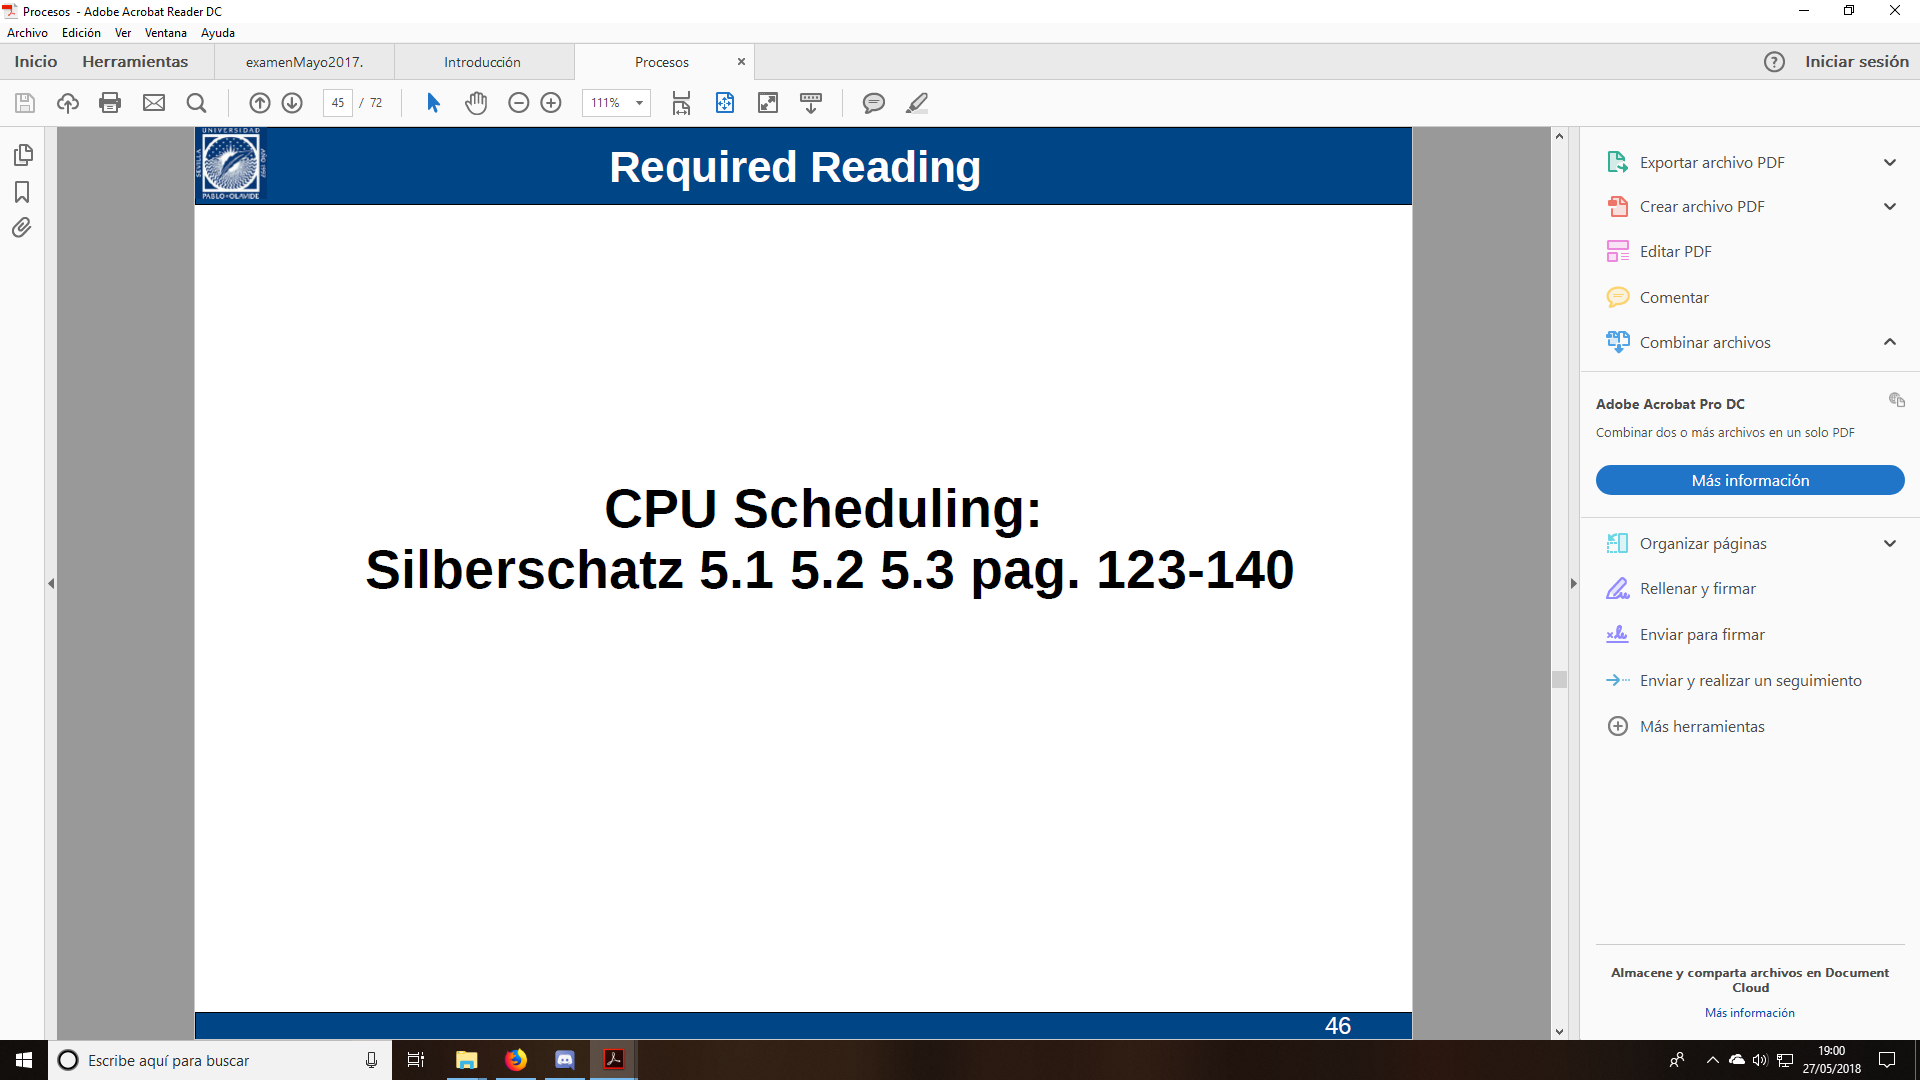 Procesos - Adobe Acrobat Reader DC
Archivo Edición Ver Ventana Ayuda
Inicio Herramientas examenMayo2017. Introducción Procesos
Iniciar sesión
45 / 72 111%
UNIVERSIDAD
SEVILLA
PABLO·OLAVIDE
Required Reading
CPU Scheduling:
Silberschatz 5.1 5.2 5.3 pag. 123-140
46
Exportar archivo PDF
Crear archivo PDF
Editar PDF
Comentar
Combinar archivos
Adobe Acrobat Pro DC
Combinar dos o más archivos en un solo PDF
Más información
Organizar páginas
Rellenar y firmar
Enviar para firmar
Enviar y realizar un seguimiento
Más herramientas
Almacene y comparta archivos en Document
Cloud
Más información
Escribe aquí para buscar
19:00
27/05/2018